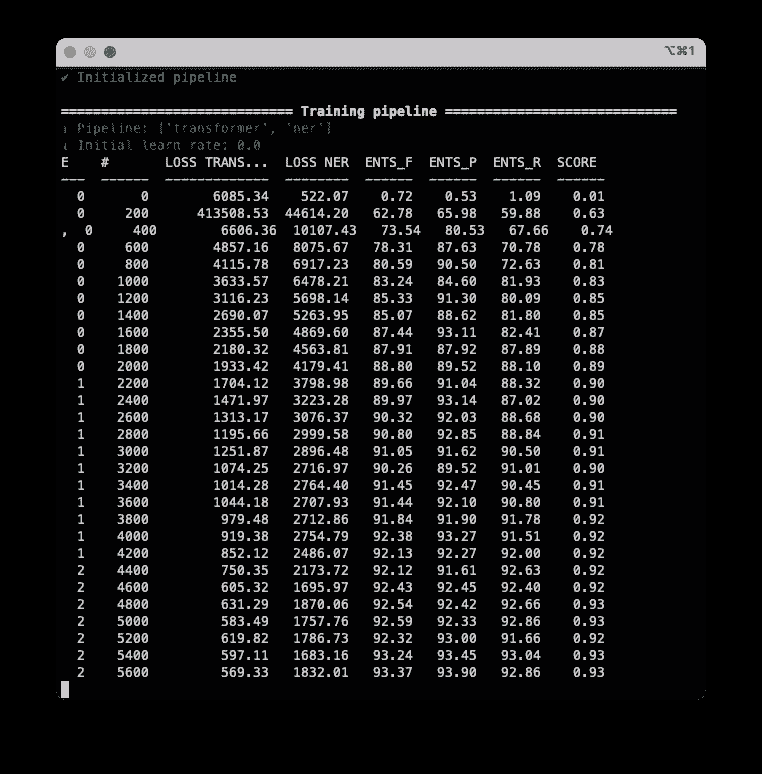 ⌥⌘1
✔ Initialized pipeline
============================= Training pipeline =============================
ℹ Pipeline: ['transformer', 'ner']
ℹ Initial learn rate: 0.0
E    #       LOSS TRANS...  LOSS NER  ENTS_F  ENTS_P  ENTS_R  SCORE
---  ------  -------------  --------  ------  ------  ------  ------
0 0 6085.34 522.07 0.72 0.53 1.09 0.01
0 200 413508.53 44614.20 62.78 65.98 59.88 0.63
, 0 400 6606.36 10107.43 73.54 80.53 67.66 0.74
0 600 4857.16 8075.67 78.31 87.63 70.78 0.78
0 800 4115.78 6917.23 80.59 90.50 72.63 0.81
0 1000 3633.57 6478.21 83.24 84.60 81.93 0.83
0 1200 3116.23 5698.14 85.33 91.30 80.09 0.85
0 1400 2690.07 5263.95 85.07 88.62 81.80 0.85
0 1600 2355.50 4869.60 87.44 93.11 82.41 0.87
0 1800 2180.32 4563.81 87.91 87.92 87.89 0.88
0 2000 1933.42 4179.41 88.80 89.52 88.10 0.89
1 2200 1704.12 3798.98 89.66 91.04 88.32 0.90
1 2400 1471.97 3223.28 89.97 93.14 87.02 0.90
1 2600 1313.17 3076.37 90.32 92.03 88.68 0.90
1 2800 1195.66 2999.58 90.80 92.85 88.84 0.91
1 3000 1251.87 2896.48 91.05 91.62 90.50 0.91
1 3200 1074.25 2716.97 90.26 89.52 91.01 0.90
1 3400 1014.28 2764.40 91.45 92.47 90.45 0.91
1 3600 1044.18 2707.93 91.44 92.10 90.80 0.91
1 3800 979.48 2712.86 91.84 91.90 91.78 0.92
1 4000 919.38 2754.79 92.38 93.27 91.51 0.92
1 4200 852.12 2486.07 92.13 92.27 92.00 0.92
2 4400 750.35 2173.72 92.12 91.61 92.63 0.92
2 4600 605.32 1695.97 92.43 92.45 92.40 0.92
2 4800 631.29 1870.06 92.54 92.42 92.66 0.93
2 5000 583.49 1757.76 92.59 92.33 92.86 0.93
2 5200 619.82 1786.73 92.32 93.00 91.66 0.92
2 5400 597.11 1683.16 93.24 93.45 93.04 0.93
2 5600 569.33 1832.01 93.37 93.90 92.86 0.93